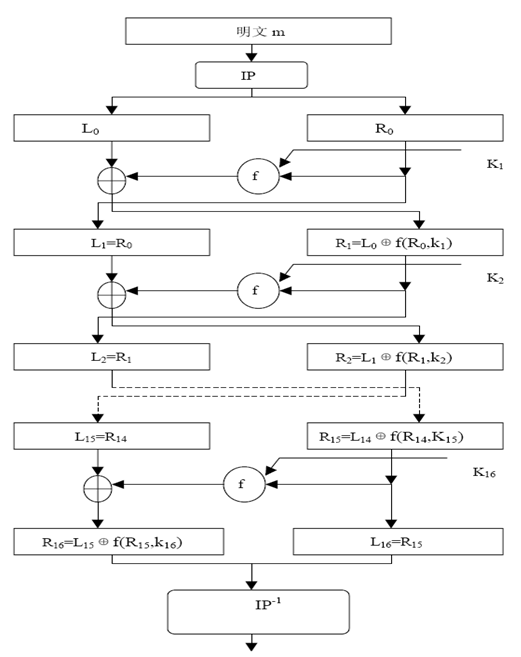 明文 m
IP
L₀
R₀
K₁
f
L₁=R₀
R₁=L₀ ⊕ f(R₀,k₁)
K₂
f
L₂=R₁
R₂=L₁ ⊕ f(R₁,k₂)
L₁₅=R₁₄
R₁₅=L₁₄ ⊕ f(R₁₄,K₁₅)
K₁₆
f
R₁₆=L₁₅ ⊕ f(R₁₅,k₁₆)
L₁₆=R₁₅
IP⁻¹